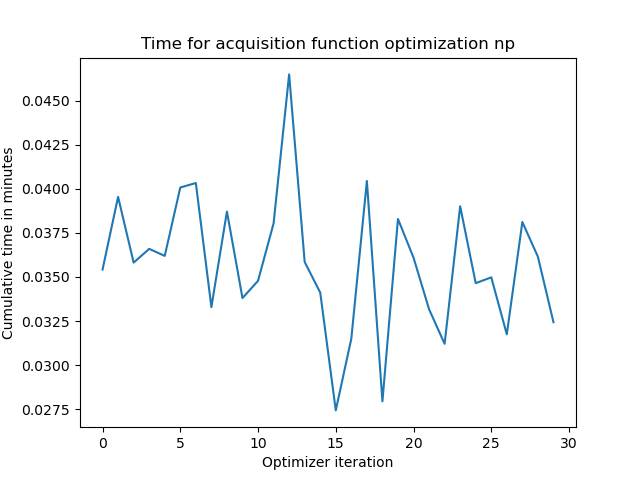 Time for acquisition function optimization np
Cumulative time in minutes
0.0450
0.0425
0.0400
0.0375
0.0350
0.0325
0.0300
0.0275
0 5 10 15 20 25 30
Optimizer iteration